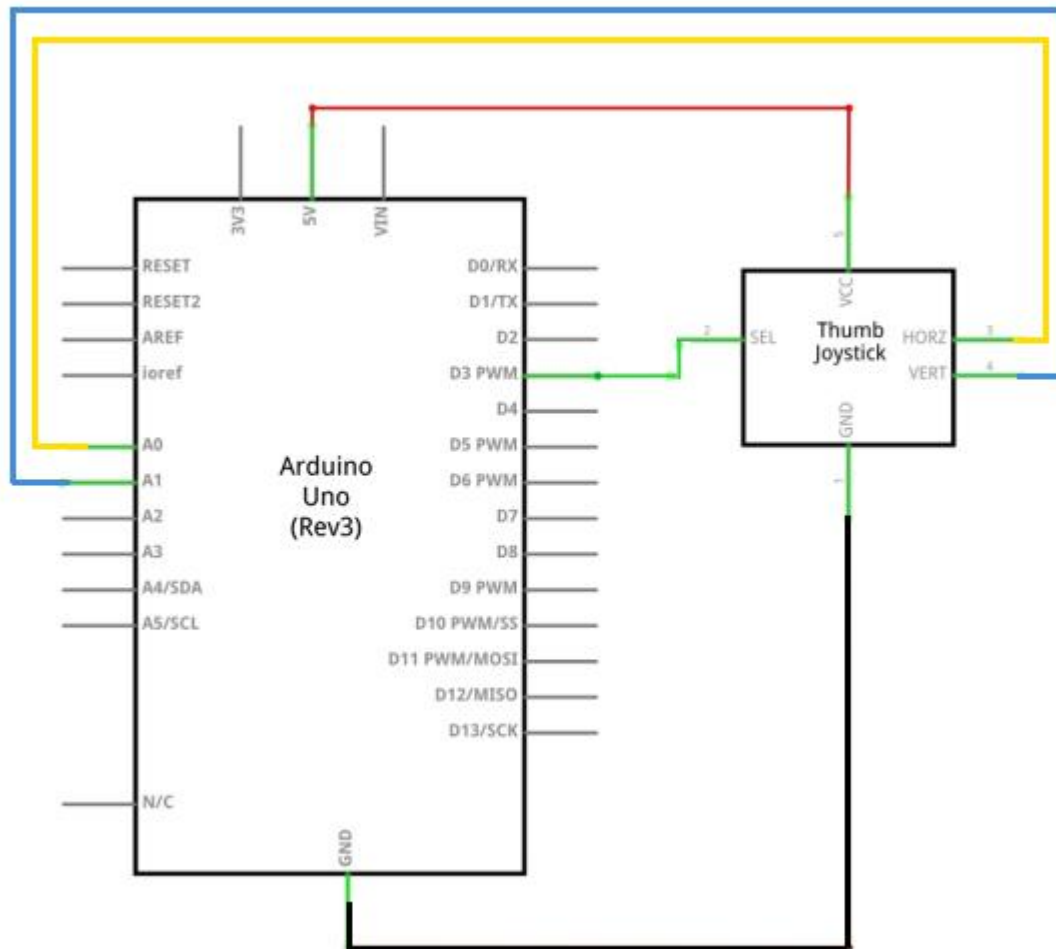 3V3
5V
VIN
RESET
RESET2
AREF
ioref
A0
A1
A2
A3
A4/SDA
A5/SCL
N/C
Arduino
Uno
(Rev3)
D0/RX
D1/TX
D2
D3 PWM
D4
D5 PWM
D6 PWM
D7
D8
D9 PWM
D10 PWM/SS
D11 PWM/MOSI
D12/MISO
D13/SCK
GND
5
VCC
2
SEL
Thumb
Joystick
HORZ
3
VERT
4
GND
1